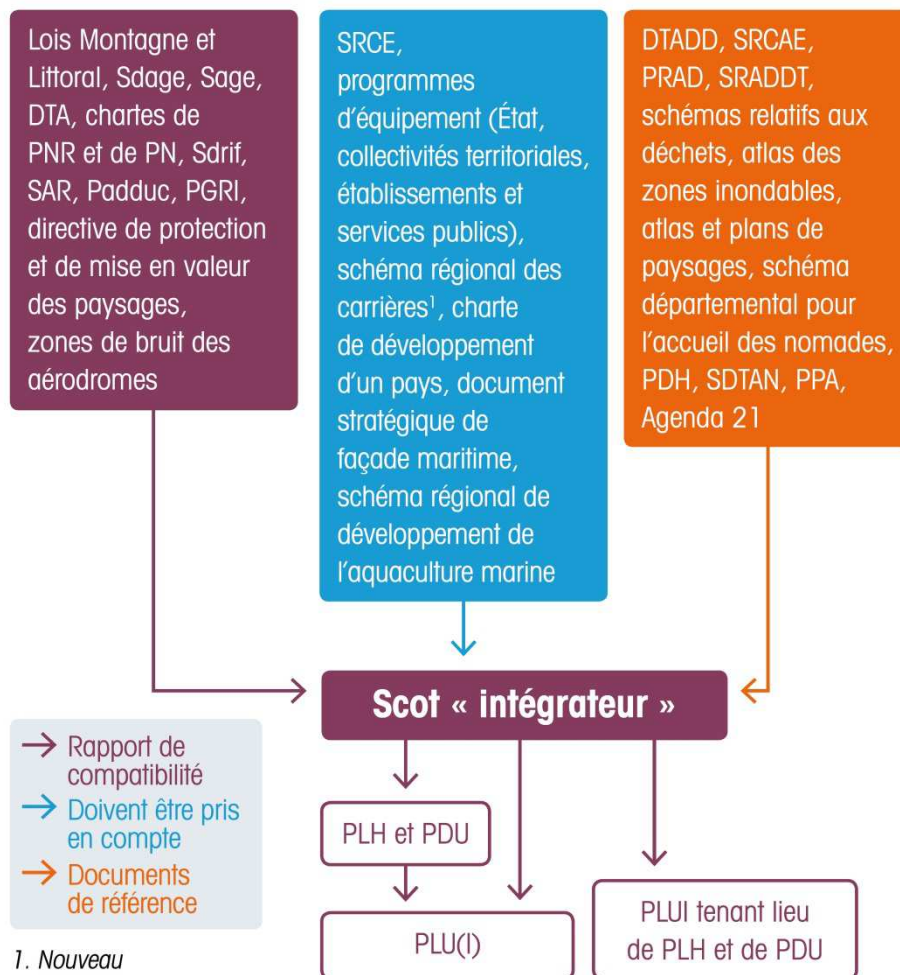 Lois Montagne et
Littoral, Sdage, Sage,
DTA, chartes de
PNR et de PN, Sdrif,
SAR, Padduc, PGRI,
directive de protection
et de mise en valeur
des paysages,
zones de bruit des
aérodromes
SRCE,
programmes
d'équipement (État,
collectivités territoriales,
établissements et
services publics),
schéma régional des
carrières¹, charte
de développement
d'un pays, document
stratégique de
façade maritime,
schéma régional de
développement de
l'aquaculture marine
DTADD, SRCAE,
PRAD, SRADDT,
schémas relatifs aux
déchets, atlas des
zones inondables,
atlas et plans de
paysages, schéma
départemental pour
l'accueil des nomades,
PDH, SDTAN, PPA,
Agenda 21
Scot « intégrateur »
Rapport de
compatibilité
Doivent être pris
en compte
Documents
de référence
1. Nouveau
PLH et PDU
PLU(I)
PLUI tenant lieu
de PLH et de PDU